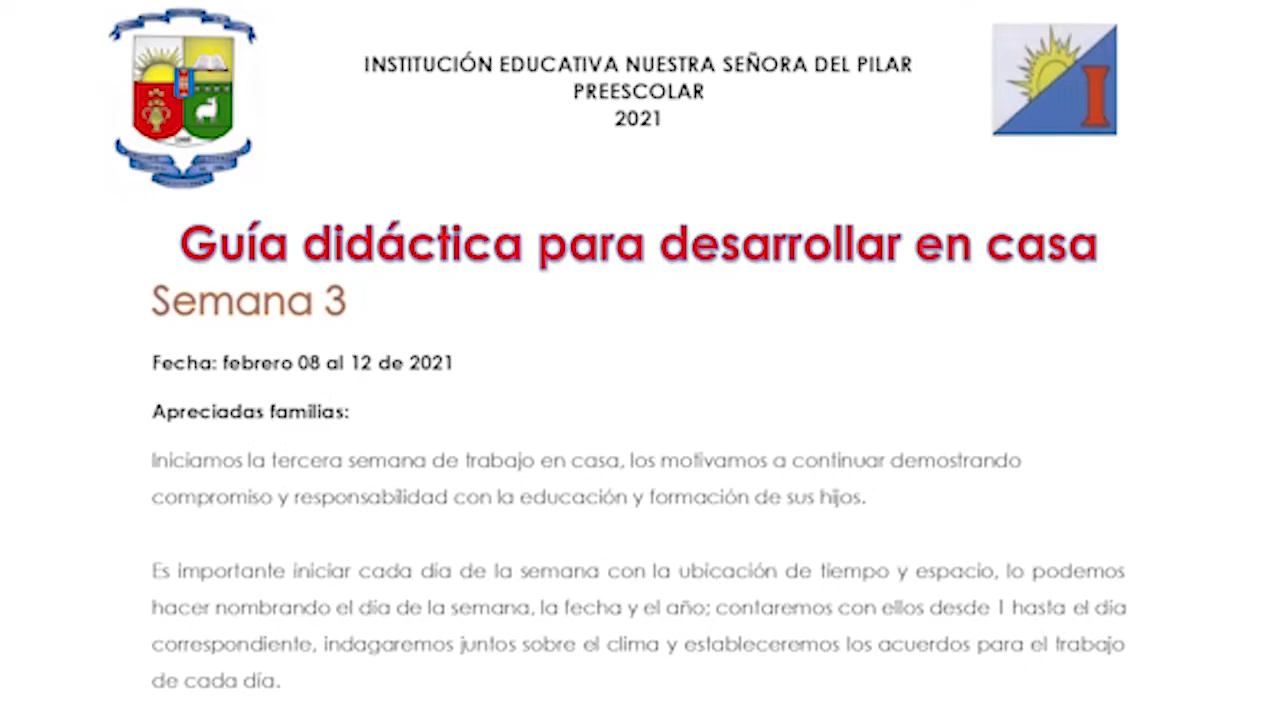 INSTITUCIÓN EDUCATIVA NUESTRA SEÑORA DEL PILAR
PREESCOLAR
2021
Guía didáctica para desarrollar en casa
Semana 3
Fecha: febrero 08 al 12 de 2021
Apreciadas familias:
Iniciamos la tercera semana de trabajo en casa, los motivamos a continuar demostrando
compromiso y responsabilidad con la educación y formación de sus hijos.
Es importante iniciar cada día de la semana con la ubicación de tiempo y espacio, lo podemos
hacer nombrando el día de la semana, la fecha y el año; contaremos con ellos desde 1 hasta el día
correspondiente, indagaremos juntos sobre el clima y estableceremos los acuerdos para el trabajo
de cada día.